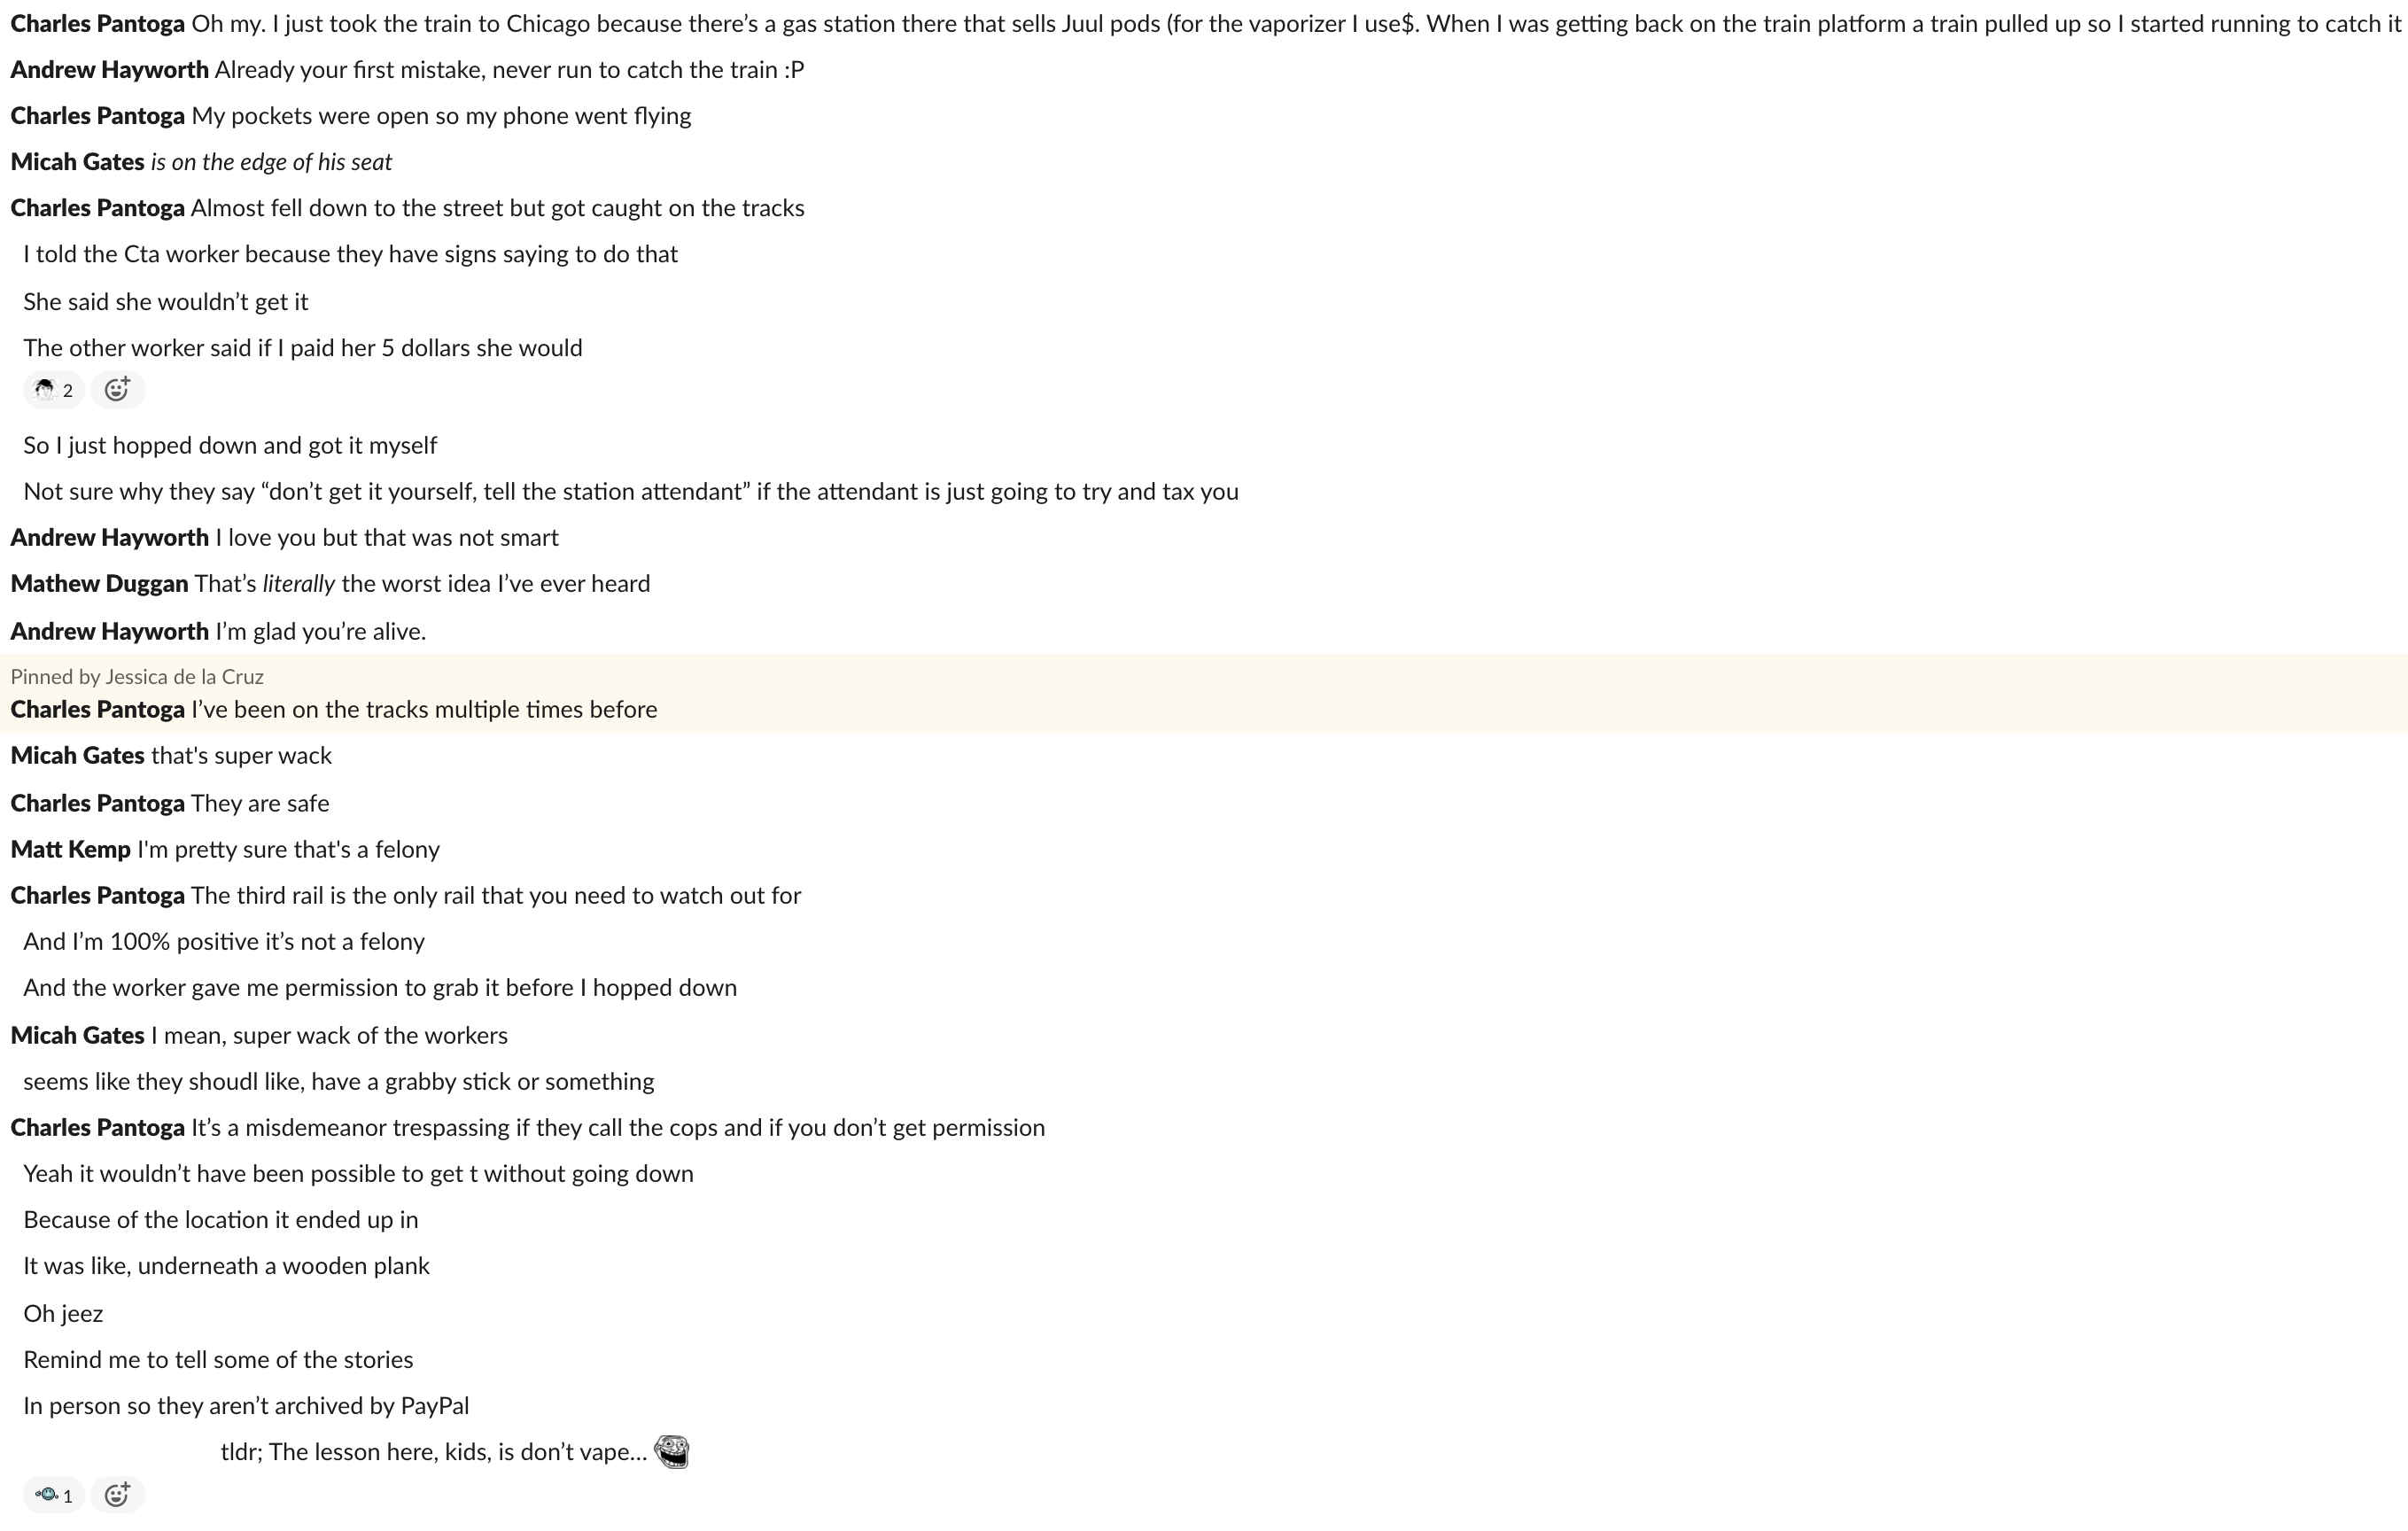 Charles Pantoga Oh my. I just took the train to Chicago because there’s a gas station there that sells Juul pods (for the vaporizer I use$. When I was getting back on the train platform a train pulled up so I started running to catch it
Andrew Hayworth Already your first mistake, never run to catch the train :P
Charles Pantoga My pockets were open so my phone went flying
Micah Gates is on the edge of his seat
Charles Pantoga Almost fell down to the street but got caught on the tracks
I told the Cta worker because they have signs saying to do that
She said she wouldn’t get it
The other worker said if I paid her 5 dollars she would
2
So I just hopped down and got it myself
Not sure why they say “don’t get it yourself, tell the station attendant” if the attendant is just going to try and tax you
Andrew Hayworth I love you but that was not smart
Mathew Duggan That’s literally the worst idea I’ve ever heard
Andrew Hayworth I’m glad you’re alive.
Pinned by Jessica de la Cruz
Charles Pantoga I’ve been on the tracks multiple times before
Micah Gates that's super wack
Charles Pantoga They are safe
Matt Kemp I'm pretty sure that's a felony
Charles Pantoga The third rail is the only rail that you need to watch out for
And I’m 100% positive it’s not a felony
And the worker gave me permission to grab it before I hopped down
Micah Gates I mean, super wack of the workers
seems like they shoudl like, have a grabby stick or something
Charles Pantoga It’s a misdemeanor trespassing if they call the cops and if you don’t get permission
Yeah it wouldn’t have been possible to get t without going down
Because of the location it ended up in
It was like, underneath a wooden plank
Oh jeez
Remind me to tell some of the stories
In person so they aren’t archived by PayPal
tldr; The lesson here, kids, is don’t vape...
1